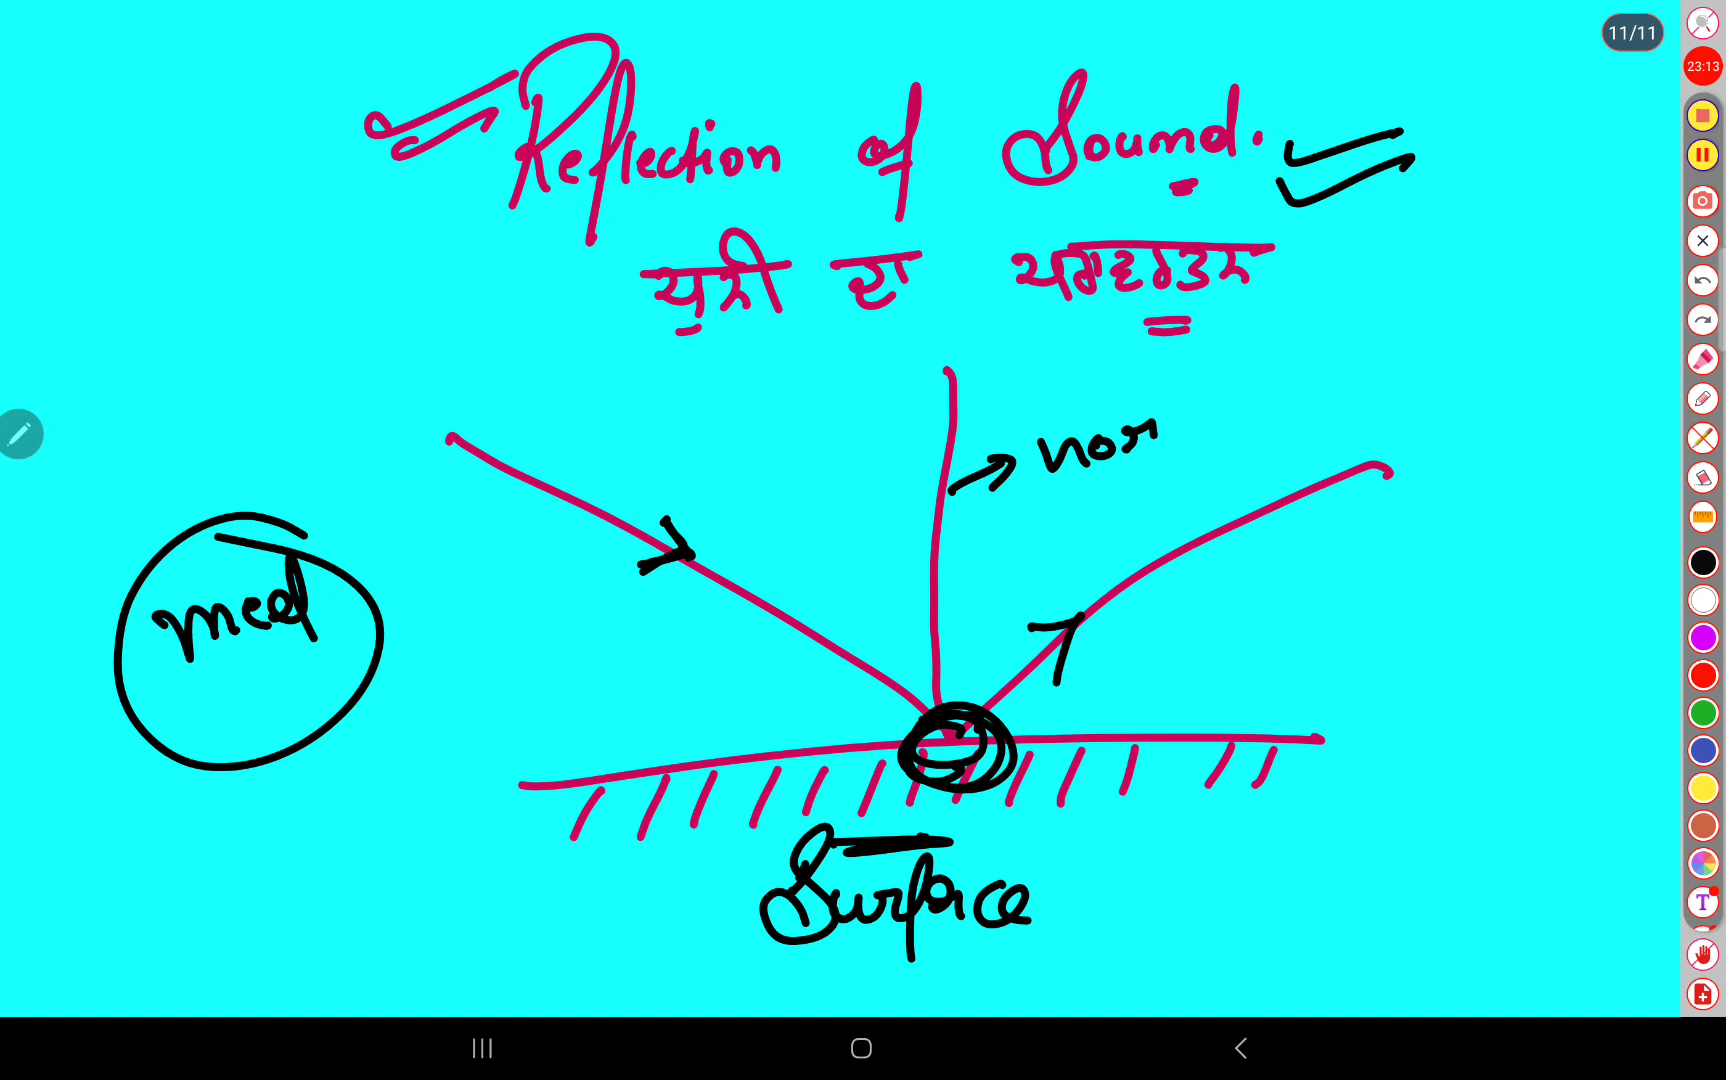 11/11
23:13
Reflection of Sound.
ਧੁਨੀ ਦਾ ਪਰਾਵਰਤਨ
nor
med
Surface
T